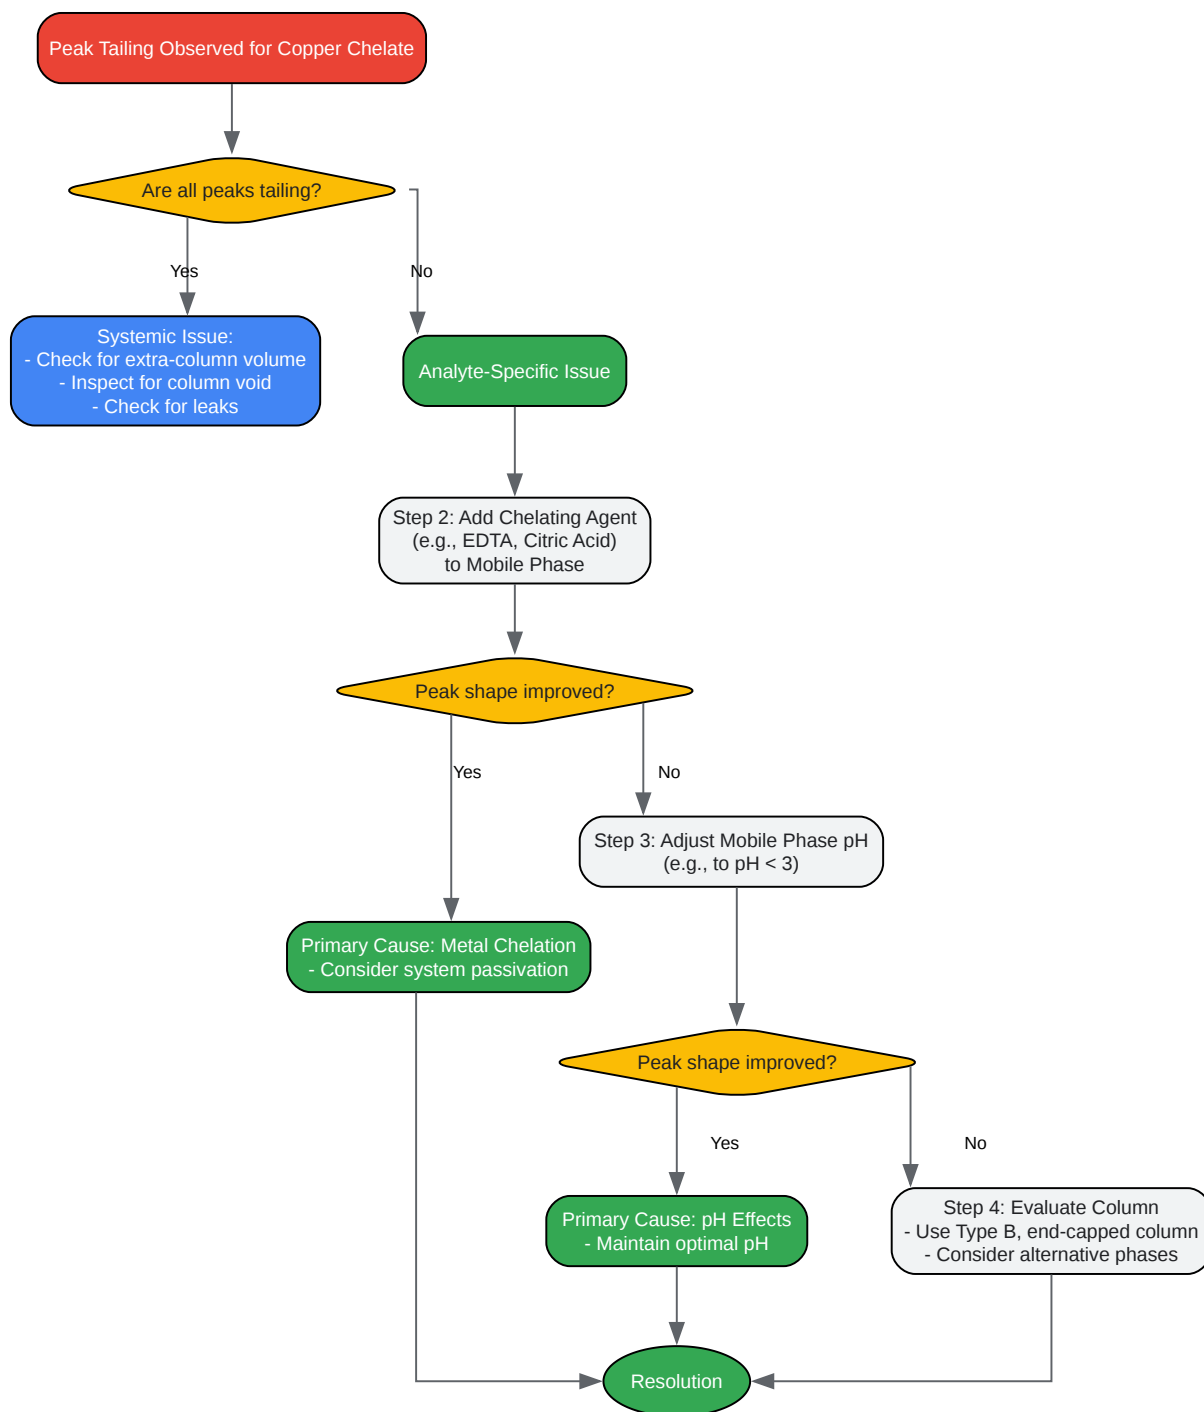 Peak Tailing Observed for Copper Chelate
Are all peaks tailing?
Yes
No
Systemic Issue:
- Check for extra-column volume
- Inspect for column void
- Check for leaks
Analyte-Specific Issue
Step 2: Add Chelating Agent
(e.g., EDTA, Citric Acid)
to Mobile Phase
Peak shape improved?
Yes
No
Step 3: Adjust Mobile Phase pH
(e.g., to pH < 3)
Primary Cause: Metal Chelation
- Consider system passivation
Peak shape improved?
Yes
No
Primary Cause: pH Effects
- Maintain optimal pH
Step 4: Evaluate Column
- Use Type B, end-capped column
- Consider alternative phases
Resolution